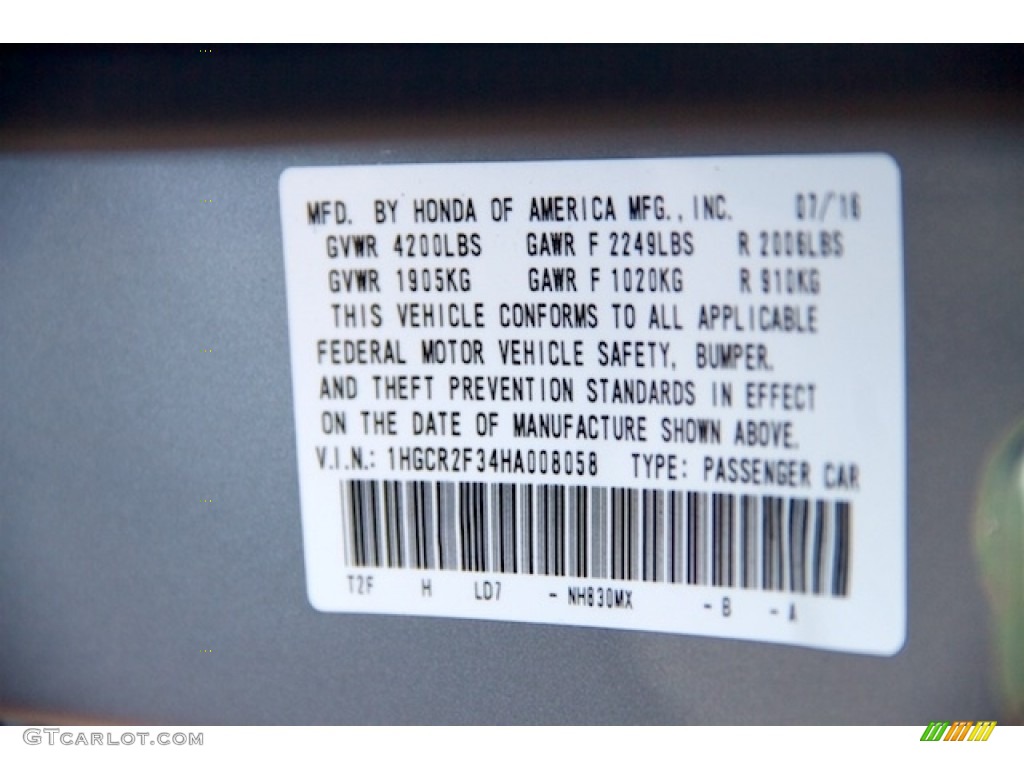 MFD. BY HONDA OF AMERICA MFG., INC. 07/16
GVWR 4200LBS GAWR F 2249LBS R 2006LBS
GVWR 1905KG GAWR F 1020KG R 910KG
THIS VEHICLE CONFORMS TO ALL APPLICABLE
FEDERAL MOTOR VEHICLE SAFETY, BUMPER,
AND THEFT PREVENTION STANDARDS IN EFFECT
ON THE DATE OF MANUFACTURE SHOWN ABOVE.
V.I.N.: 1HGCR2F34HA008058 TYPE: PASSENGER CAR
T2F H LD7 - NH830MX - B - A
GTCARLOT.COM